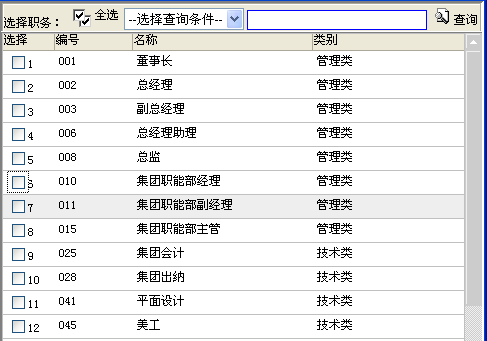 选择职务： 全选 --选择查询条件-- 查询
选择 编号 名称 类别
1 001 董事长 管理类
2 002 总经理 管理类
3 003 副总经理 管理类
4 006 总经理助理 管理类
5 008 总监 管理类
6 010 集团职能部经理 管理类
7 011 集团职能部副经理 管理类
8 015 集团职能部主管 管理类
9 025 集团会计 技术类
10 028 集团出纳 技术类
11 041 平面设计 技术类
12 045 美工 技术类